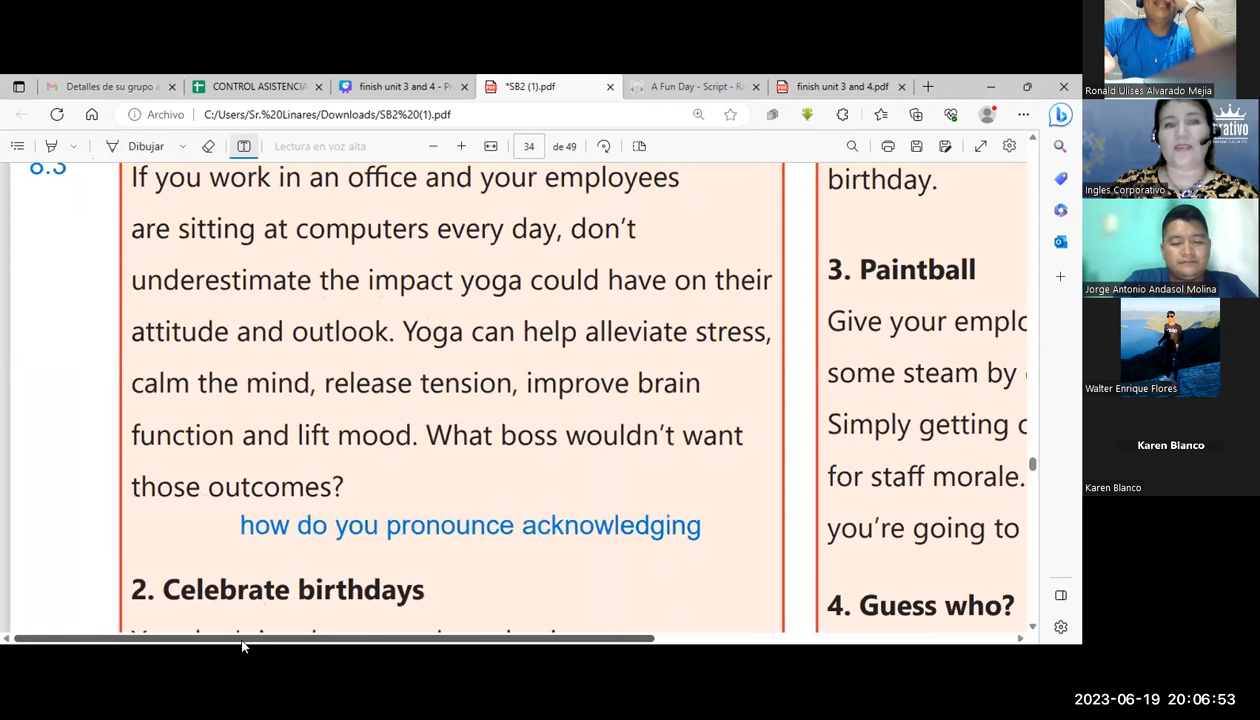 Detalles de su grupo a
CONTROL ASISTENCIA
finish unit 3 and 4 - Pr
*SB2 (1).pdf
A Fun Day - Script - Ra
finish unit 3 and 4.pdf
Archivo
C:/Users/Sr.%20Linares/Downloads/SB2%20(1).pdf
Dibujar
Lectura en voz alta
34
de 49
8.3
If you work in an office and your employees
are sitting at computers every day, don't
underestimate the impact yoga could have on their
attitude and outlook. Yoga can help alleviate stress,
calm the mind, release tension, improve brain
function and lift mood. What boss wouldn't want
those outcomes?
how do you pronounce acknowledging
2. Celebrate birthdays
birthday.
3. Paintball
Give your emplo
some steam by
Simply getting
for staff morale.
you're going to
4. Guess who?
Ronald Ulises Alvarado Mejia
rativo
Ingles Corporativo
Jorge Antonio Andasol Molina
Walter Enrique Flores
Karen Blanco
Karen Blanco
2023-06-19 20:06:53